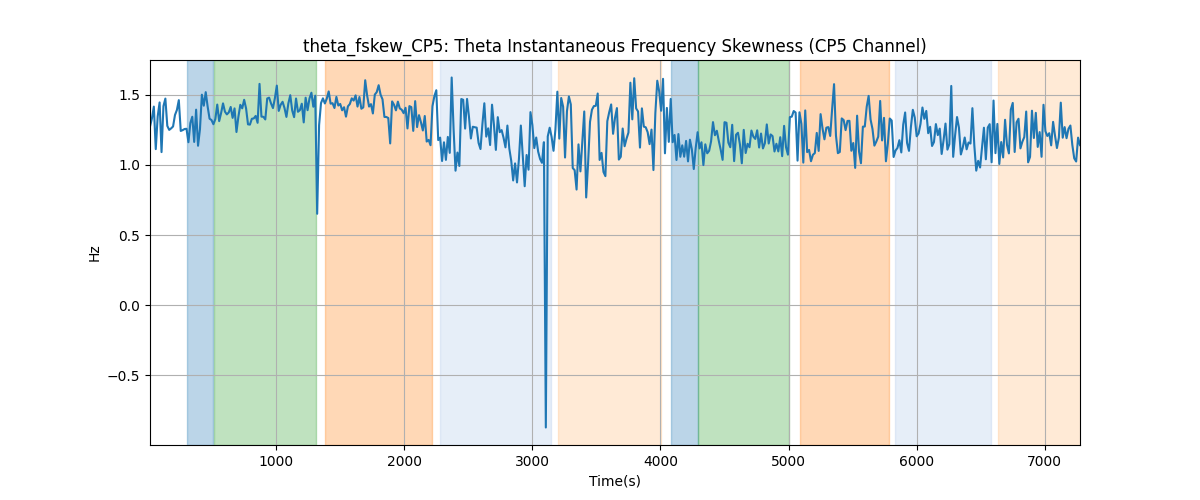 theta_fskew_CP5: Theta Instantaneous Frequency Skewness (CP5 Channel)
1.5
1.0
0.5
0.0
−0.5
Hz
1000 2000 3000 4000 5000 6000 7000
Time(s)